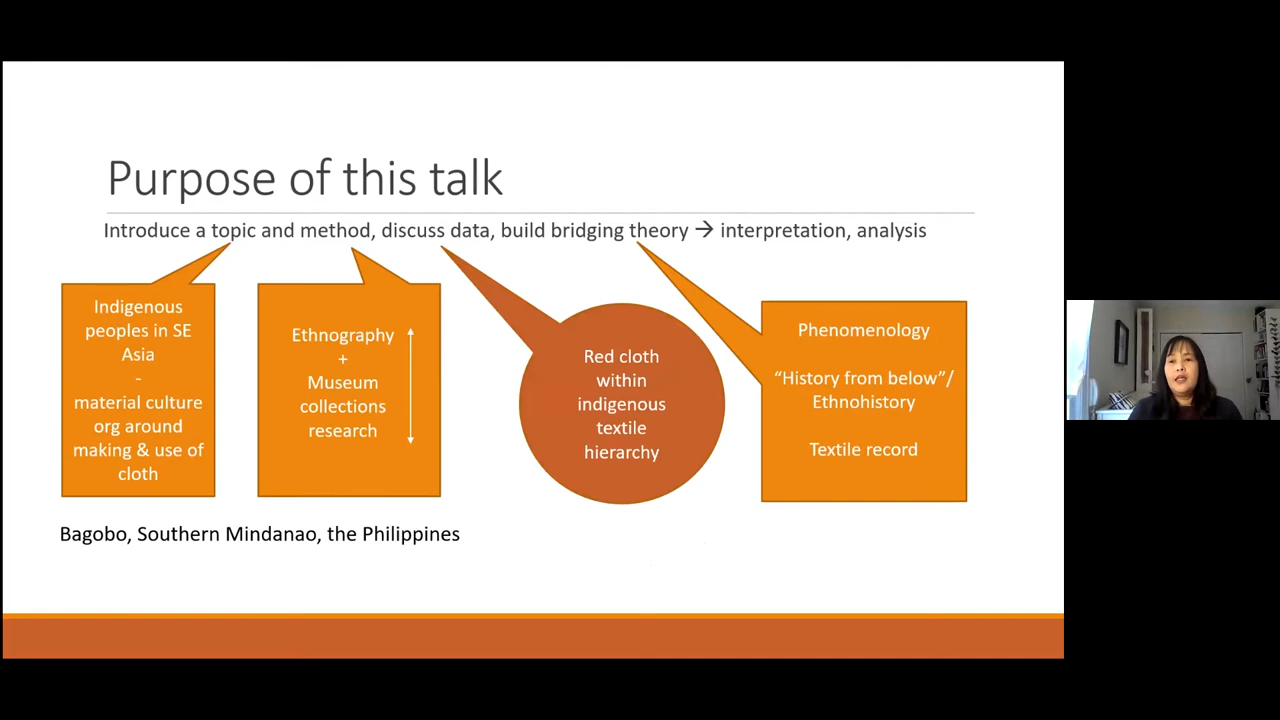 Purpose of this talk
Introduce a topic and method, discuss data, build bridging theory → interpretation, analysis
Indigenous
peoples in SE
Asia
-
material culture
org around
making & use of
cloth
Ethnography
+
Museum
collections
research
Red cloth
within
indigenous
textile
hierarchy
Phenomenology
“History from below”/
Ethnohistory
Textile record
Bagobo, Southern Mindanao, the Philippines